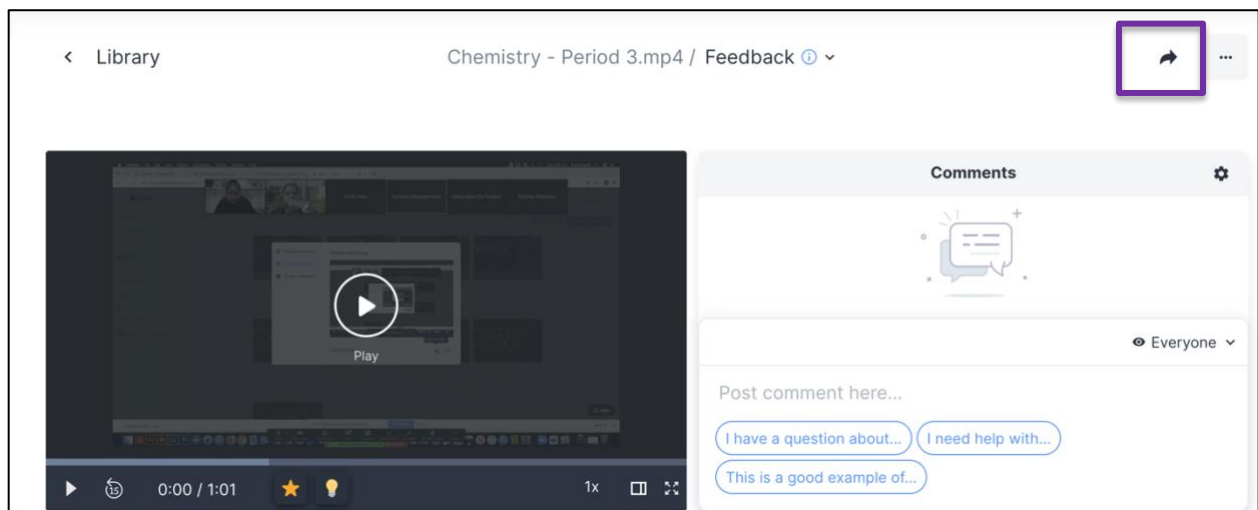 Library
Chemistry - Period 3.mp4 / Feedback
...
Comments
Play
Everyone
Post comment here...
I have a question about...
I need help with...
This is a good example of...
15
0:00 / 1:01
1x